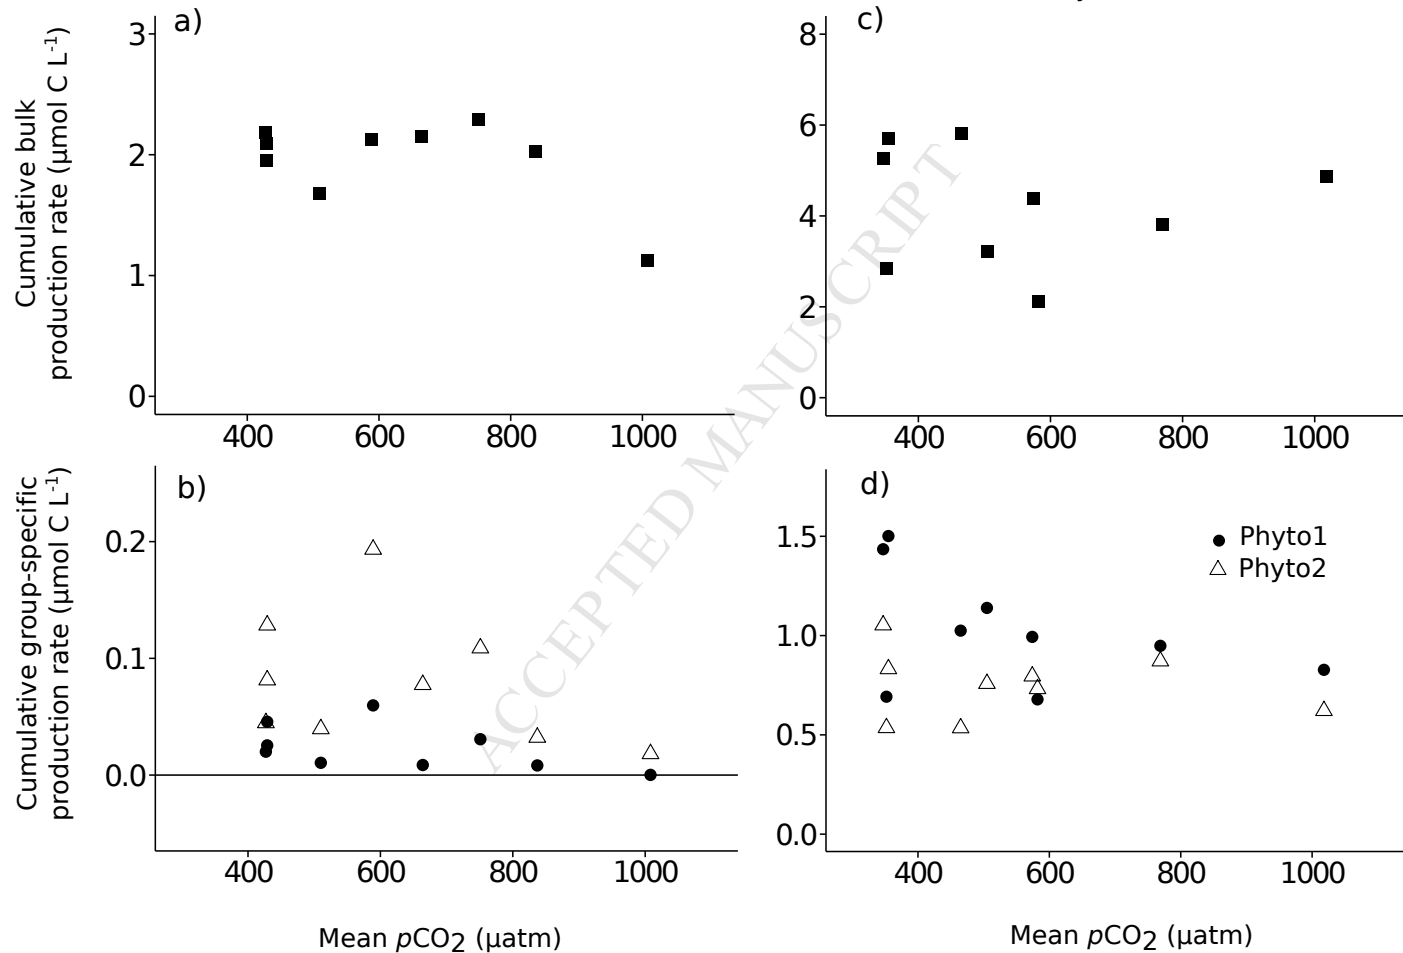 a)
3
2
1
0
400 600 800 1000
Cumulative bulk
production rate (µmol C L-1)
c)
8
6
4
2
0
400 600 800 1000
b)
0.2
0.1
0.0
400 600 800 1000
Cumulative group-specific
production rate (µmol C L-1)
Mean pCO2 (µatm)
d)
Phyto1
Phyto2
1.5
1.0
0.5
0.0
400 600 800 1000
Mean pCO2 (µatm)
ACCEPTED MANUSCRIPT